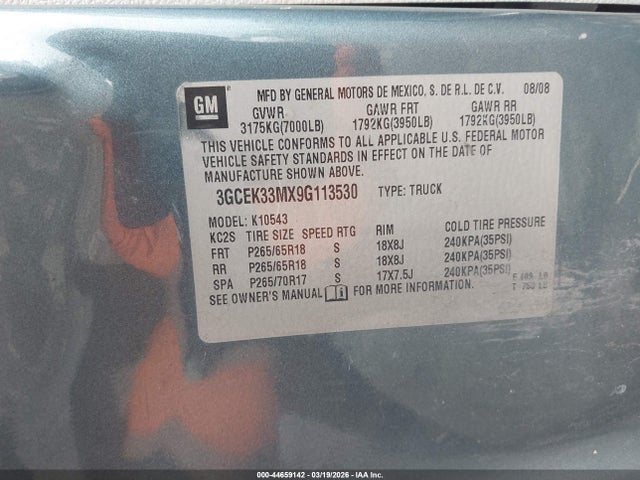 GM
MFD BY GENERAL MOTORS DE MEXICO, S. DE R.L. DE C.V. 08/08
GVWR GAWR FRT GAWR RR
3175KG(7000LB) 1792KG(3950LB) 1792KG(3950LB)
THIS VEHICLE CONFORMS TO ALL APPLICABLE U.S. FEDERAL MOTOR
VEHICLE SAFETY STANDARDS IN EFFECT ON THE DATE OF
MANUFACTURE SHOWN ABOVE.
3GCEK33MX9G113530 TYPE: TRUCK
MODEL: K10543
KC2S TIRE SIZE SPEED RTG RIM COLD TIRE PRESSURE
FRT P265/65R18 S 18X8J 240KPA(35PSI)
RR P265/65R18 S 18X8J 240KPA(35PSI)
SPA P265/70R17 S 17X7.5J 240KPA(35PSI)
SEE OWNER'S MANUAL FOR MORE INFORMATION.
000-44659142 - 03/19/2026 - IAA Inc.